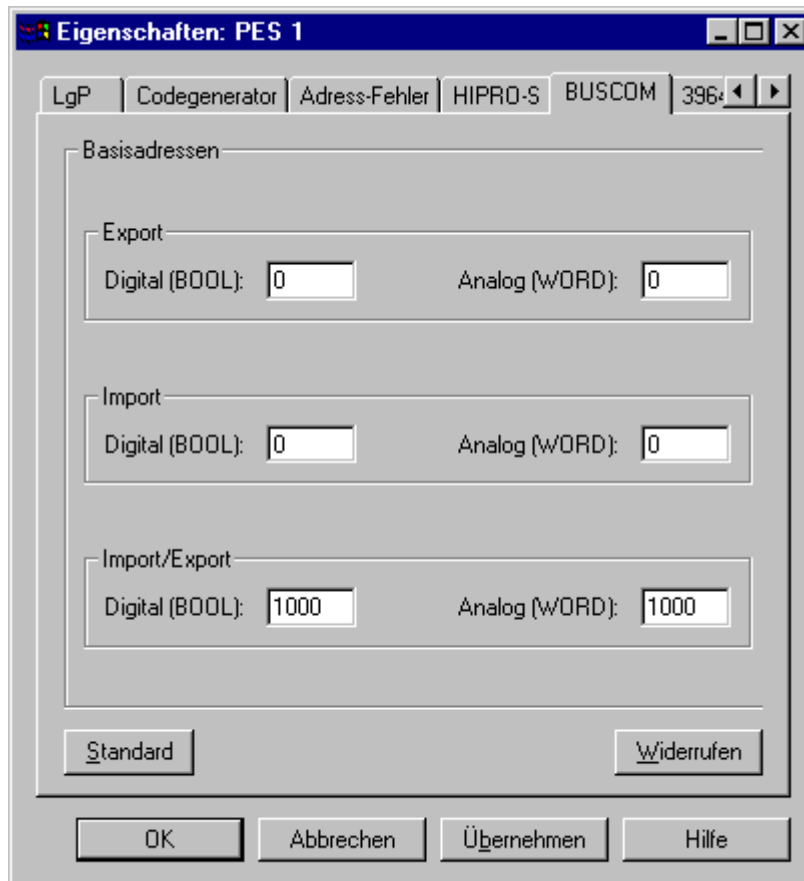 Eigenschaften: PES 1
LgP Codegenerator Adress-Fehler HIPRO-S BUSCOM 3964
Basisadressen
Export
Digital (BOOL): 0 Analog (WORD): 0
Import
Digital (BOOL): 0 Analog (WORD): 0
Import/Export
Digital (BOOL): 1000 Analog (WORD): 1000
Standard Widerrufen
OK Abbrechen Übernehmen Hilfe